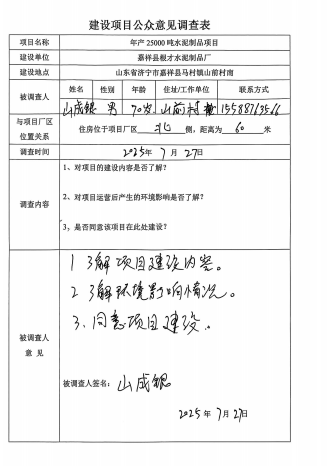 建设项目公众意见调查表
项目名称 年产 25000 吨水泥制品项目
建设单位 嘉祥县根才水泥制品厂
建设地点 山东省济宁市嘉祥县马村镇山前村南
被调查人 姓名 性别 年龄 住址/工作单位 联系方式
山成银 男 70岁 山前村 15588763566
与项目厂区位置关系 住房位于项目厂区 北 侧，距离为 60 米
调查时间 2025年7月27日
调查内容
1、对项目的建设内容是否了解？
2、对项目运营后产生的环境影响是否了解？
3，是否同意该项目在此处建设？
被调查人意 见
1 了解项目建设内容。
2 了解环境影响情况。
3、同意项目建设.
被调查人签名： 山成银
2025年7月27日